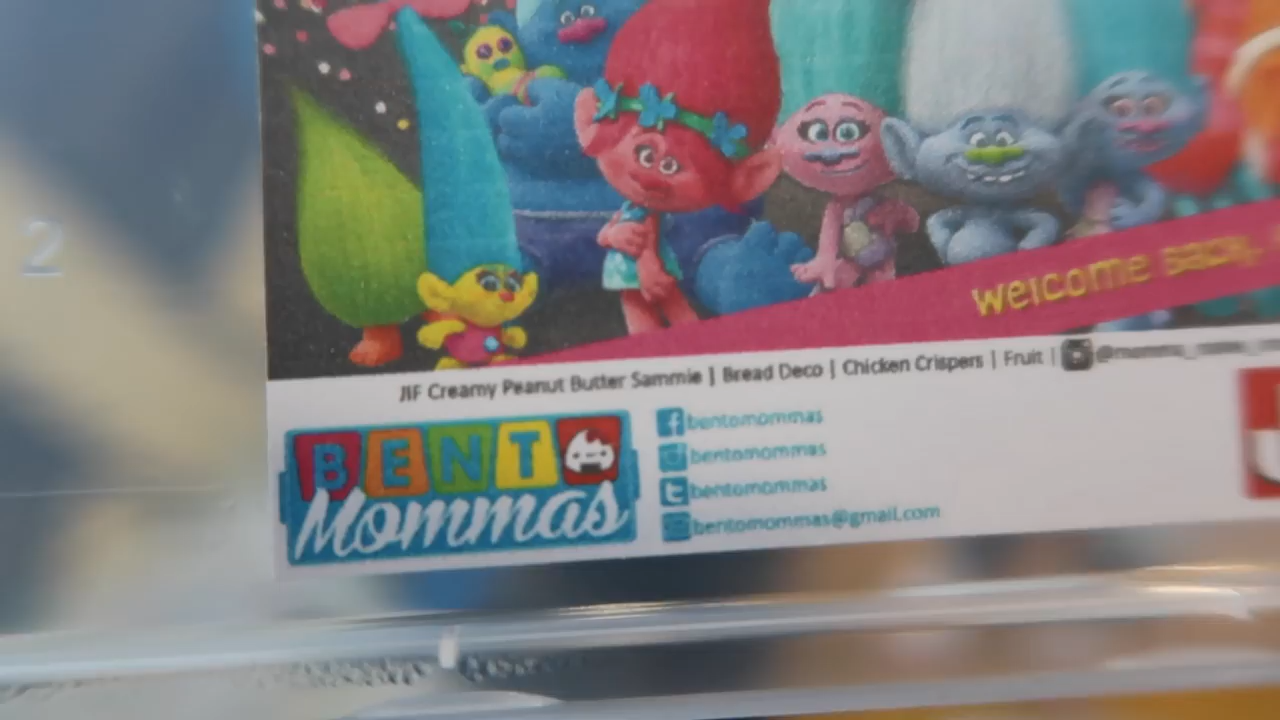 2
welcome back,
JIF Creamy Peanut Butter Sammie | Bread Deco | Chicken Crispers | Fruit |
BENTO
Mommas
bentomommas
bentomommas
bentomommas
bentomommas@gmail.com